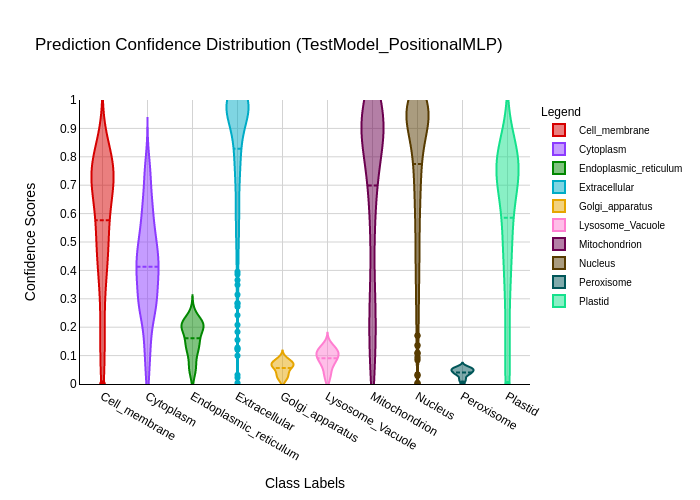 Prediction Confidence Distribution (TestModel_PositionalMLP)
Legend
Cell_membrane
Cytoplasm
Endoplasmic_reticulum
Extracellular
Golgi_apparatus
Lysosome_Vacuole
Mitochondrion
Nucleus
Peroxisome
Plastid
Confidence Scores
1
0.9
0.8
0.7
0.6
0.5
0.4
0.3
0.2
0.1
0
Cell_membrane
Cytoplasm
Endoplasmic_reticulum
Extracellular
Golgi_apparatus
Lysosome_Vacuole
Mitochondrion
Nucleus
Peroxisome
Plastid
Class Labels